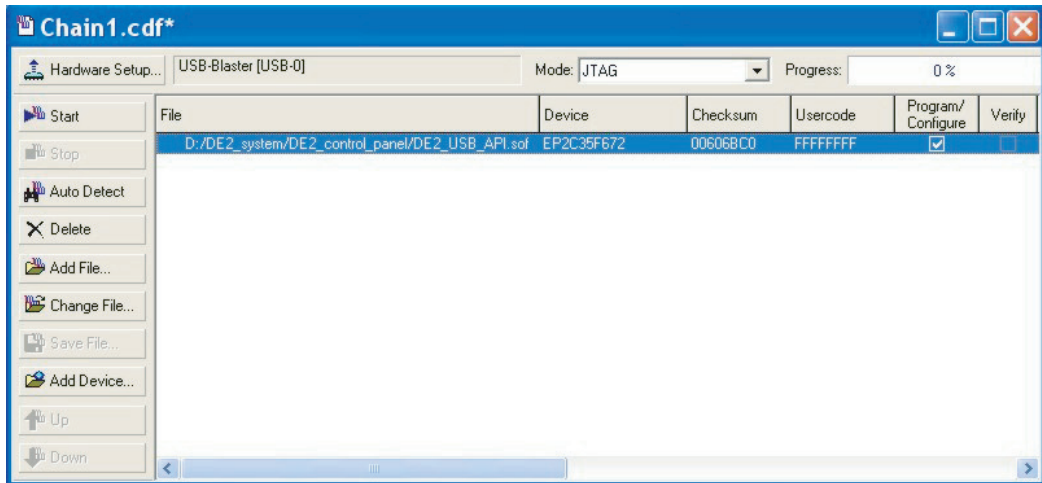 Chain1.cdf*
Hardware Setup... USB-Blaster [USB-0] Mode: JTAG Progress: 0 %
Start
Stop
Auto Detect
Delete
Add File...
Change File...
Save File...
Add Device...
Up
Down
File Device Checksum Usercode Program/
Configure Verify
D:/DE2_system/DE2_control_panel/DE2_USB_API.sof EP2C35F672 00606BC0 FFFFFFFF